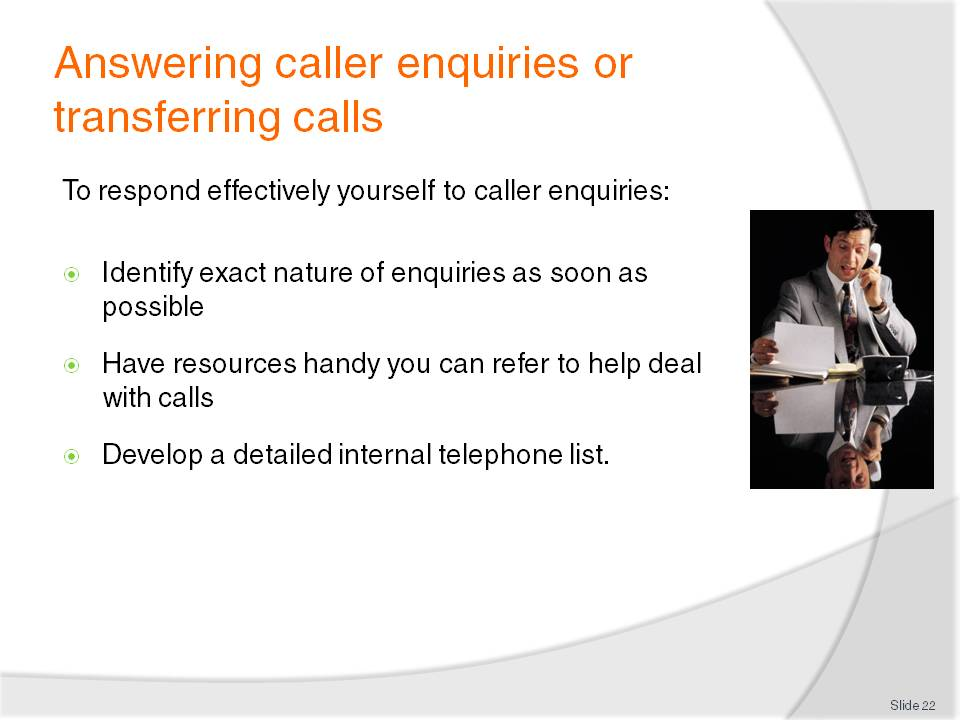 Answering caller enquiries or
transferring calls
To respond effectively yourself to caller enquiries:
Identify exact nature of enquiries as soon as
possible
Have resources handy you can refer to help deal
with calls
Develop a detailed internal telephone list.
Slide 22